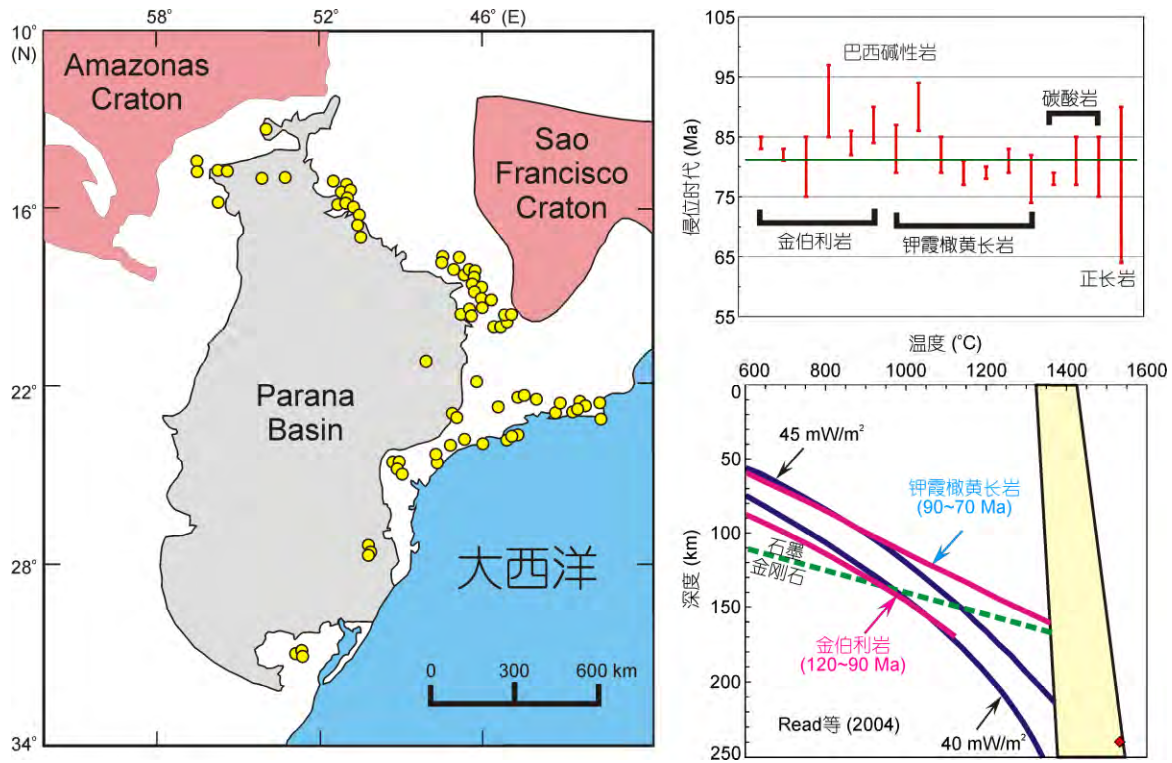 58°
52°
46° (E)
10°
(N)
16°
22°
28°
34°
Amazonas
Craton
Sao
Francisco
Craton
Parana
Basin
大西洋
0 300 600 km
侵位时代 (Ma)
105
95
85
75
65
55
巴西碱性岩
碳酸岩
金伯利岩
钾霞橄黄长岩
正长岩
温度 (°C)
600 800 1000 1200 1400 1600
深度 (km)
0
50
100
150
200
250
45 mW/m²
钾霞橄黄长岩
(90~70 Ma)
石墨
金刚石
金伯利岩
(120~90 Ma)
Read等 (2004)
40 mW/m²